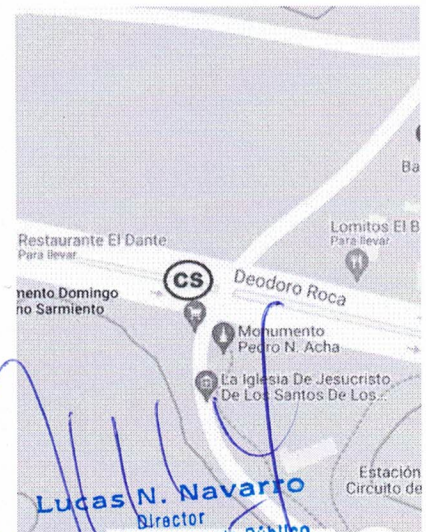 Ba
Lomitos El B
Para llevar
Restaurante El Dante
Para llevar
CS
Deodoro Roca
mento Domingo
no Sarmiento
Monumento
Pedro N. Acha
La Iglesia De Jesucristo
De Los Santos De Los...
Estación
Circuito de
Lucas N. Navarro
Director
Público